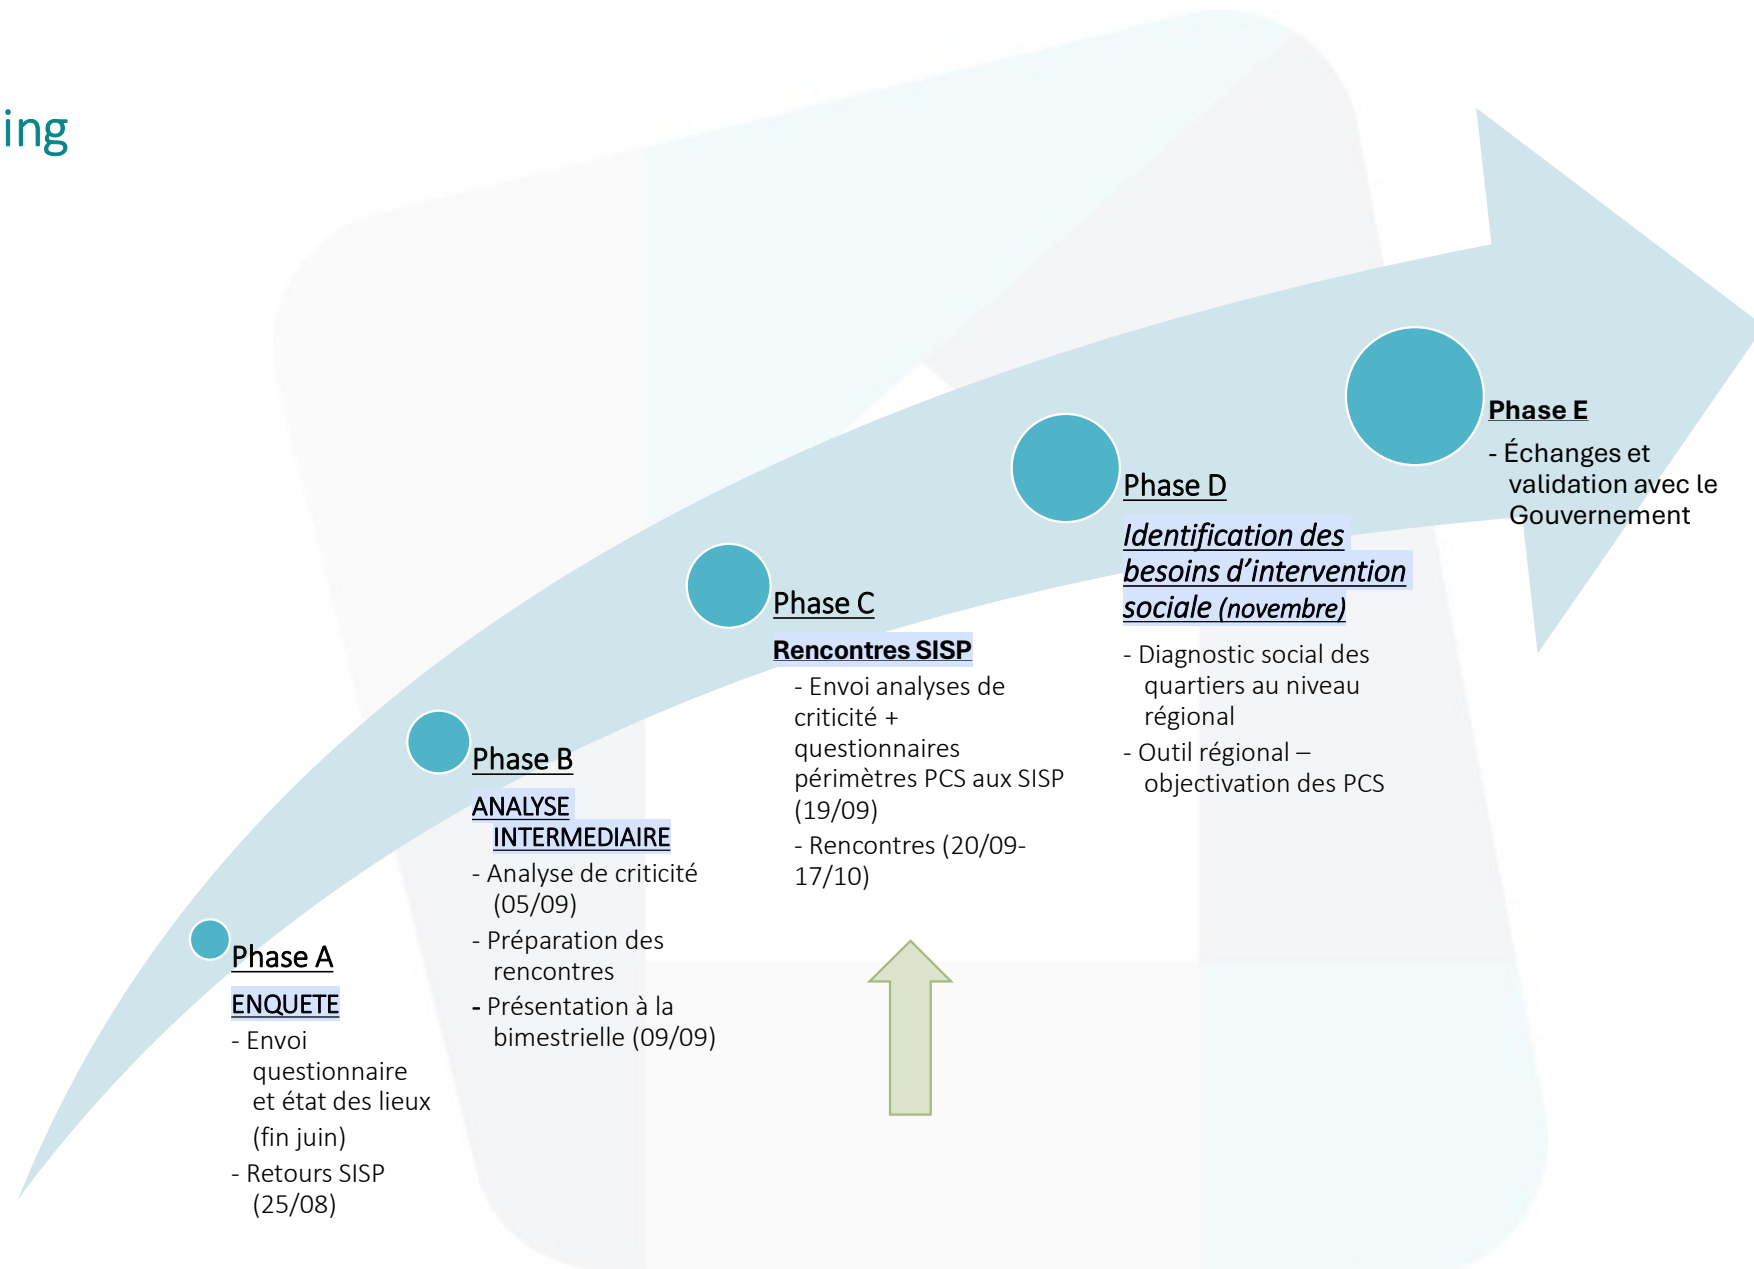 ing
Phase A
ENQUETE
- Envoi
questionnaire
et état des lieux
(fin juin)
- Retours SISP
(25/08)
Phase B
ANALYSE
INTERMEDIAIRE
- Analyse de criticité
(05/09)
- Préparation des
rencontres
- Présentation à la
bimestrielle (09/09)
Phase C
Rencontres SISP
- Envoi analyses de
criticité +
questionnaires
périmètres PCS aux SISP
(19/09)
- Rencontres (20/09-
17/10)
Phase D
Identification des
besoins d’intervention
sociale (novembre)
- Diagnostic social des
quartiers au niveau
régional
- Outil régional –
objectivation des PCS
Phase E
- Échanges et
validation avec le
Gouvernement